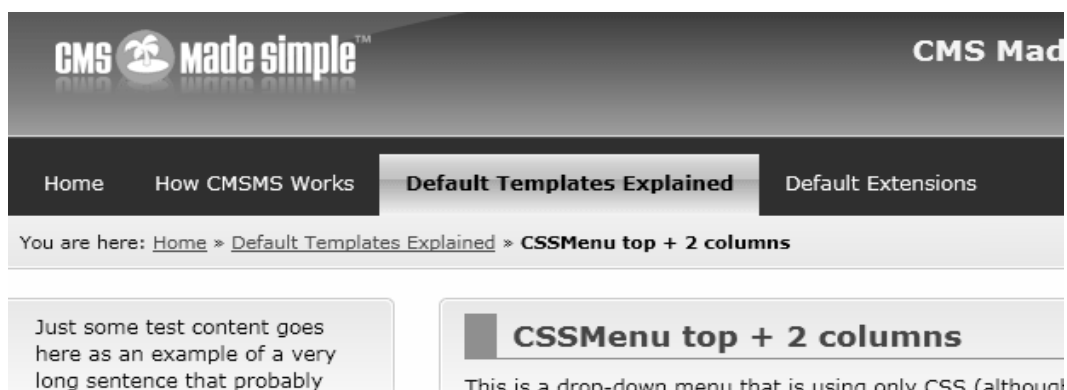 CMS Made simple™
CMS Mad
Home How CMSMS Works Default Templates Explained Default Extensions
You are here: Home » Default Templates Explained » CSSMenu top + 2 columns
Just some test content goes
here as an example of a very
long sentence that probably
CSSMenu top + 2 columns
This is a drop-down menu that is using only CSS (although